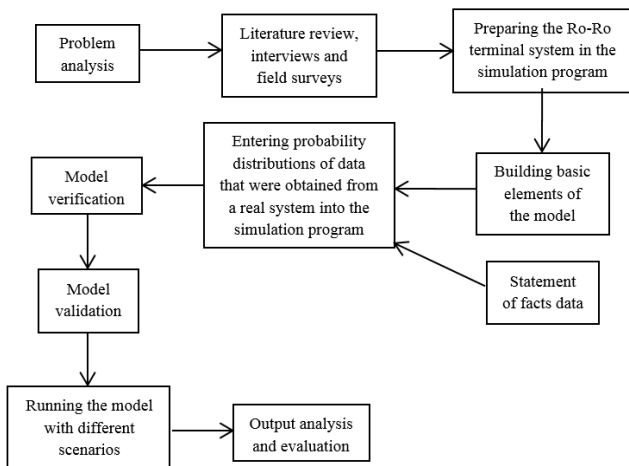 Problem
analysis
Literature review,
interviews and
field surveys
Preparing the Ro-Ro
terminal system in the
simulation program
Building basic
elements of
the model
Statement
of facts data
Entering probability
distributions of data
that were obtained from
a real system into the
simulation program
Model
verification
Model
validation
Running the model
with different
scenarios
Output analysis
and evaluation